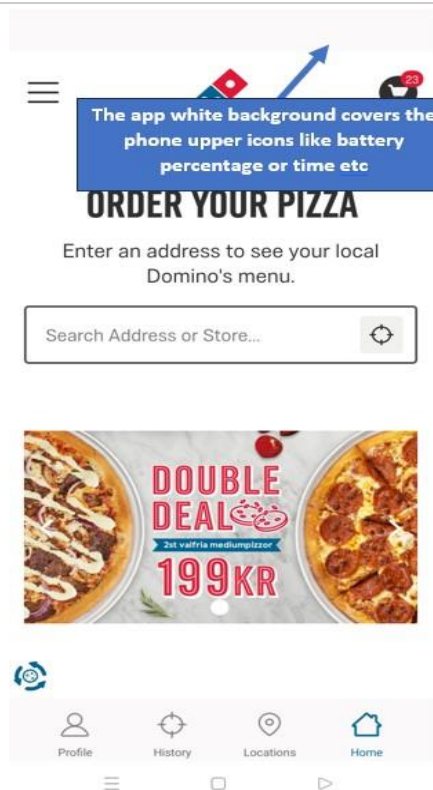 23
The app white background covers the
phone upper icons like battery
percentage or time etc
ORDER YOUR PIZZA
Enter an address to see your local
Domino's menu.
Search Address or Store...
DOUBLE
DEAL
2st valfria mediumpizzor
199KR
Profile
History
Locations
Home